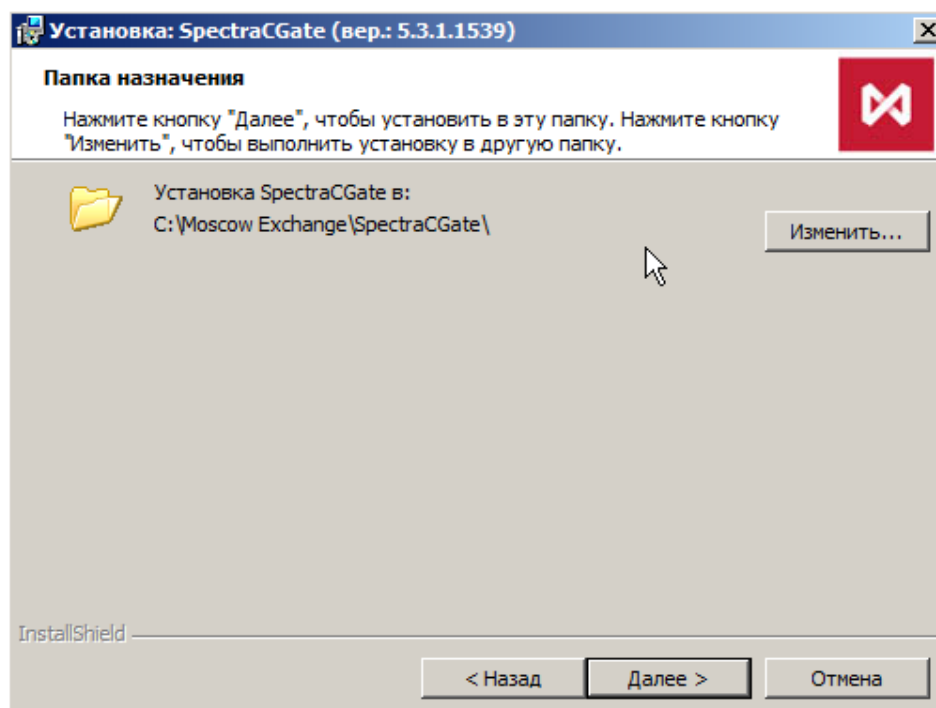 Установка: SpectraCGate (вер.: 5.3.1.1539)
Папка назначения
Нажмите кнопку "Далее", чтобы установить в эту папку. Нажмите кнопку
"Изменить", чтобы выполнить установку в другую папку.
Установка SpectraCGate в:
C:\Moscow Exchange\SpectraCGate\
Изменить...
InstallShield
< Назад
Далее >
Отмена